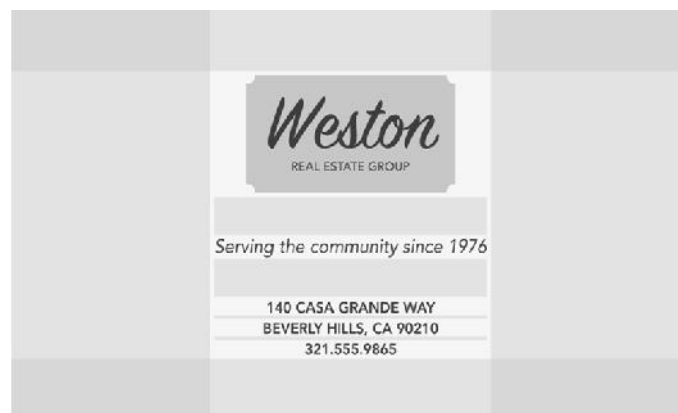 Weston
REAL ESTATE GROUP
Serving the community since 1976
140 CASA GRANDE WAY
BEVERLY HILLS, CA 90210
321.555.9865